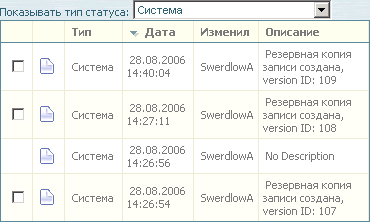 Показывать тип статуса: Система
Тип Дата Изменил Описание
Система 28.08.2006 14:40:04 SwerdlowA Резервная копия записи создана, version ID: 109
Система 28.08.2006 14:27:11 SwerdlowA Резервная копия записи создана, version ID: 108
Система 28.08.2006 14:26:56 SwerdlowA No Description
Система 28.08.2006 14:26:54 SwerdlowA Резервная копия записи создана, version ID: 107